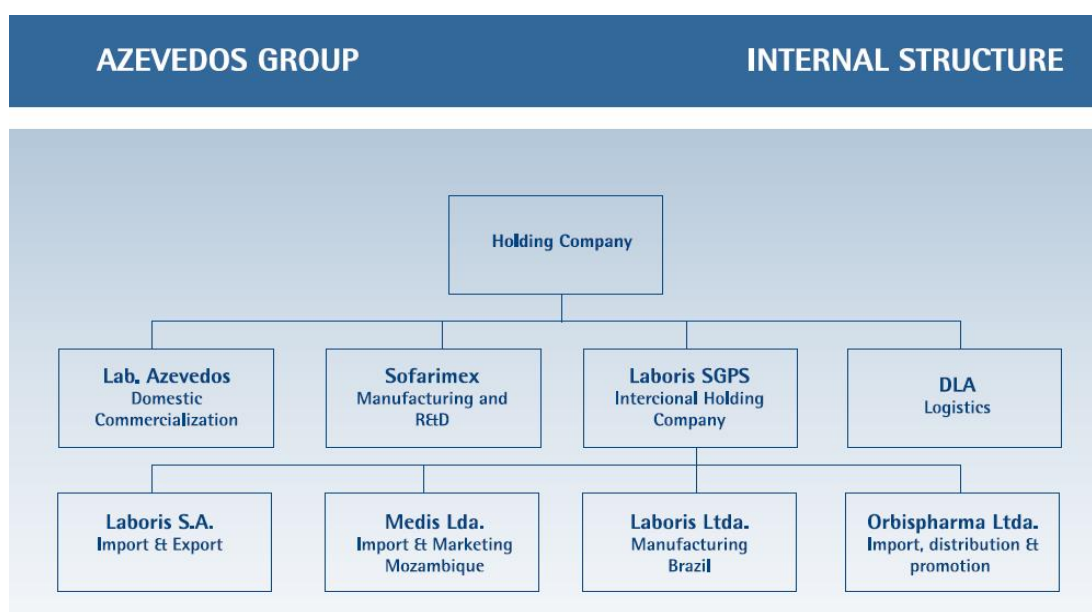 AZEVEDOS GROUP
INTERNAL STRUCTURE
Holding Company
Lab. Azevedos
Domestic
Commercialization
Sofarimex
Manufacturing and
R&D
Laboris SGPS
Intercional Holding
Company
DLA
Logistics
Laboris S.A.
Import & Export
Medis Lda.
Import & Marketing
Mozambique
Laboris Ltda.
Manufacturing
Brazil
Orbispharma Ltda.
Import, distribution &
promotion